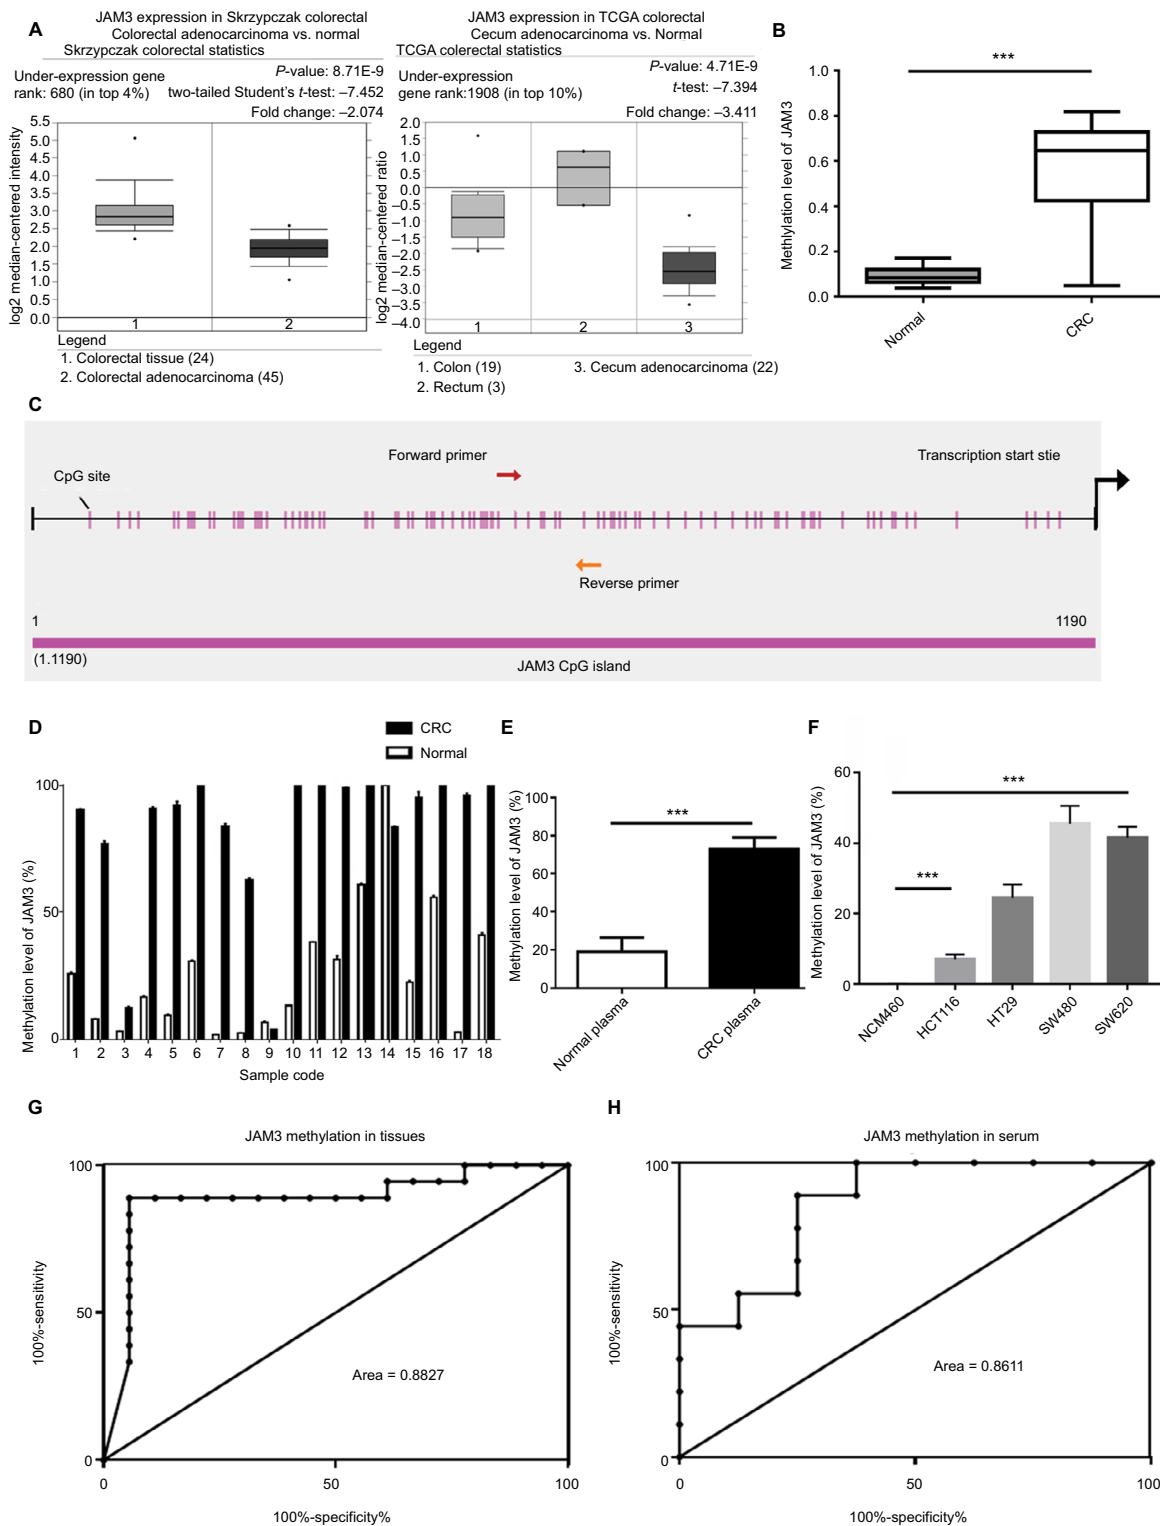 A
JAM3 expression in Skrzypczak colorectal
Colorectal adenocarcinoma vs. normal
Skrzypczak colorectal statistics
Under-expression gene
rank: 680 (in top 4%)
P-value: 8.71E-9
two-tailed Student's t-test: –7.452
Fold change: –2.074
log2 median-centered intensity
5.5
5.0
4.5
4.0
3.5
3.0
2.5
2.0
1.5
1.0
0.5
0.0
1
2
Legend
1. Colorectal tissue (24)
2. Colorectal adenocarcinoma (45)
JAM3 expression in TCGA colorectal
Cecum adenocarcinoma vs. Normal
TCGA colerectal statistics
Under-expression
gene rank:1908 (in top 10%)
P-value: 4.71E-9
t-test: –7.394
Fold change: –3.411
log2 median-centered ratio
2.0
1.5
1.0
0.5
0.0
–0.5
–1.0
–1.5
–2.0
–2.5
–3.0
–3.5
–4.0
1
2
3
Legend
1. Colon (19)
2. Rectum (3)
3. Cecum adenocarcinoma (22)
B
***
Methylation level of JAM3
1.0
0.8
0.6
0.4
0.2
0.0
Normal
CRC
C
CpG site
Forward primer
Transcription start stie
Reverse primer
1
1190
(1.1190)
JAM3 CpG island
D
CRC
Normal
Methylation level of JAM3 (%)
100
50
0
1 2 3 4 5 6 7 8 9 10 11 12 13 14 15 16 17 18
Sample code
E
***
Methylation level of JAM3 (%)
100
80
60
40
20
0
Normal plasma
CRC plasma
F
***
***
Methylation level of JAM3 (%)
60
40
20
0
NCM460
HCT116
HT29
SW480
SW620
G
JAM3 methylation in tissues
100%-sensitivity
100
50
0
Area = 0.8827
0
50
100
100%-specificity%
H
JAM3 methylation in serum
100%-sensitivity
100
50
0
Area = 0.8611
0
50
100
100%-specificity%